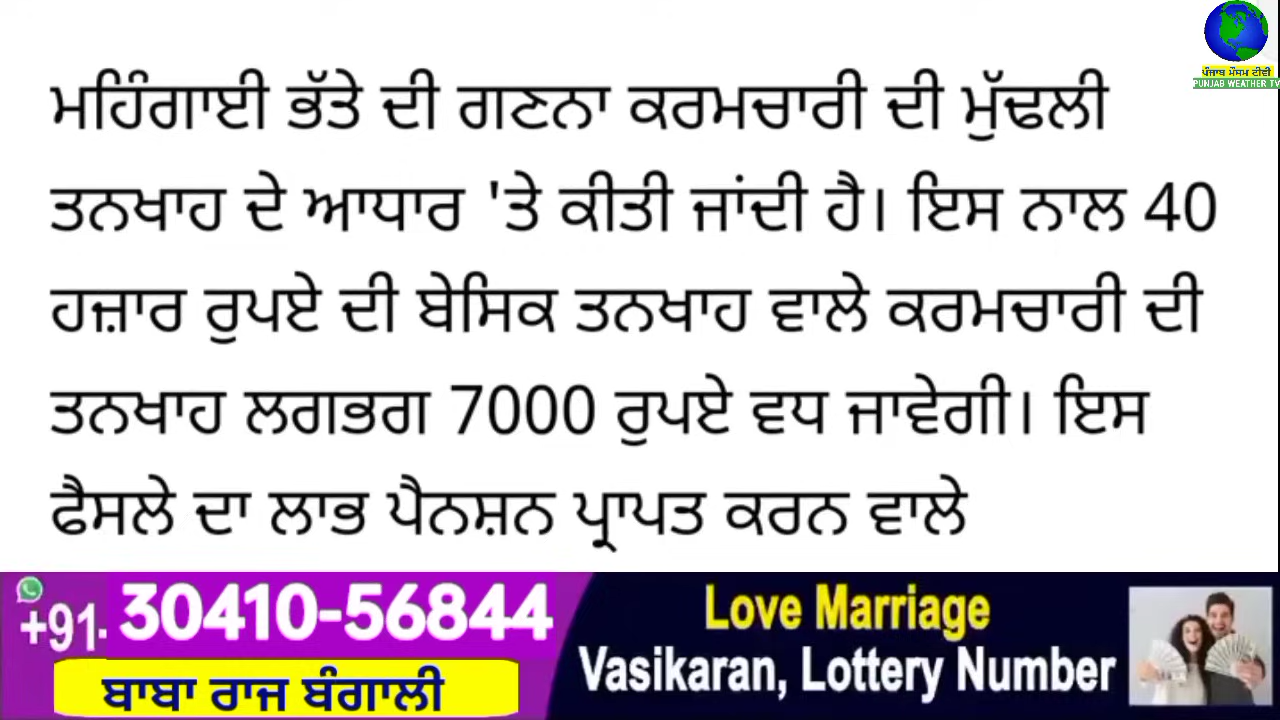 ਪੰਜਾਬ ਮੌਸਮ ਟੀਵੀ
PUNJAB WEATHER TV
ਮਹਿੰਗਾਈ ਭੱਤੇ ਦੀ ਗਣਨਾ ਕਰਮਚਾਰੀ ਦੀ ਮੁੱਢਲੀ
ਤਨਖਾਹ ਦੇ ਆਧਾਰ 'ਤੇ ਕੀਤੀ ਜਾਂਦੀ ਹੈ। ਇਸ ਨਾਲ 40
ਹਜ਼ਾਰ ਰੁਪਏ ਦੀ ਬੇਸਿਕ ਤਨਖਾਹ ਵਾਲੇ ਕਰਮਚਾਰੀ ਦੀ
ਤਨਖਾਹ ਲਗਭਗ 7000 ਰੁਪਏ ਵਧ ਜਾਵੇਗੀ। ਇਸ
ਫੈਸਲੇ ਦਾ ਲਾਭ ਪੈਨਸ਼ਨ ਪ੍ਰਾਪਤ ਕਰਨ ਵਾਲੇ
+91- 30410-56844
ਬਾਬਾ ਰਾਜ ਬੰਗਾਲੀ
Love Marriage
Vasikaran, Lottery Number